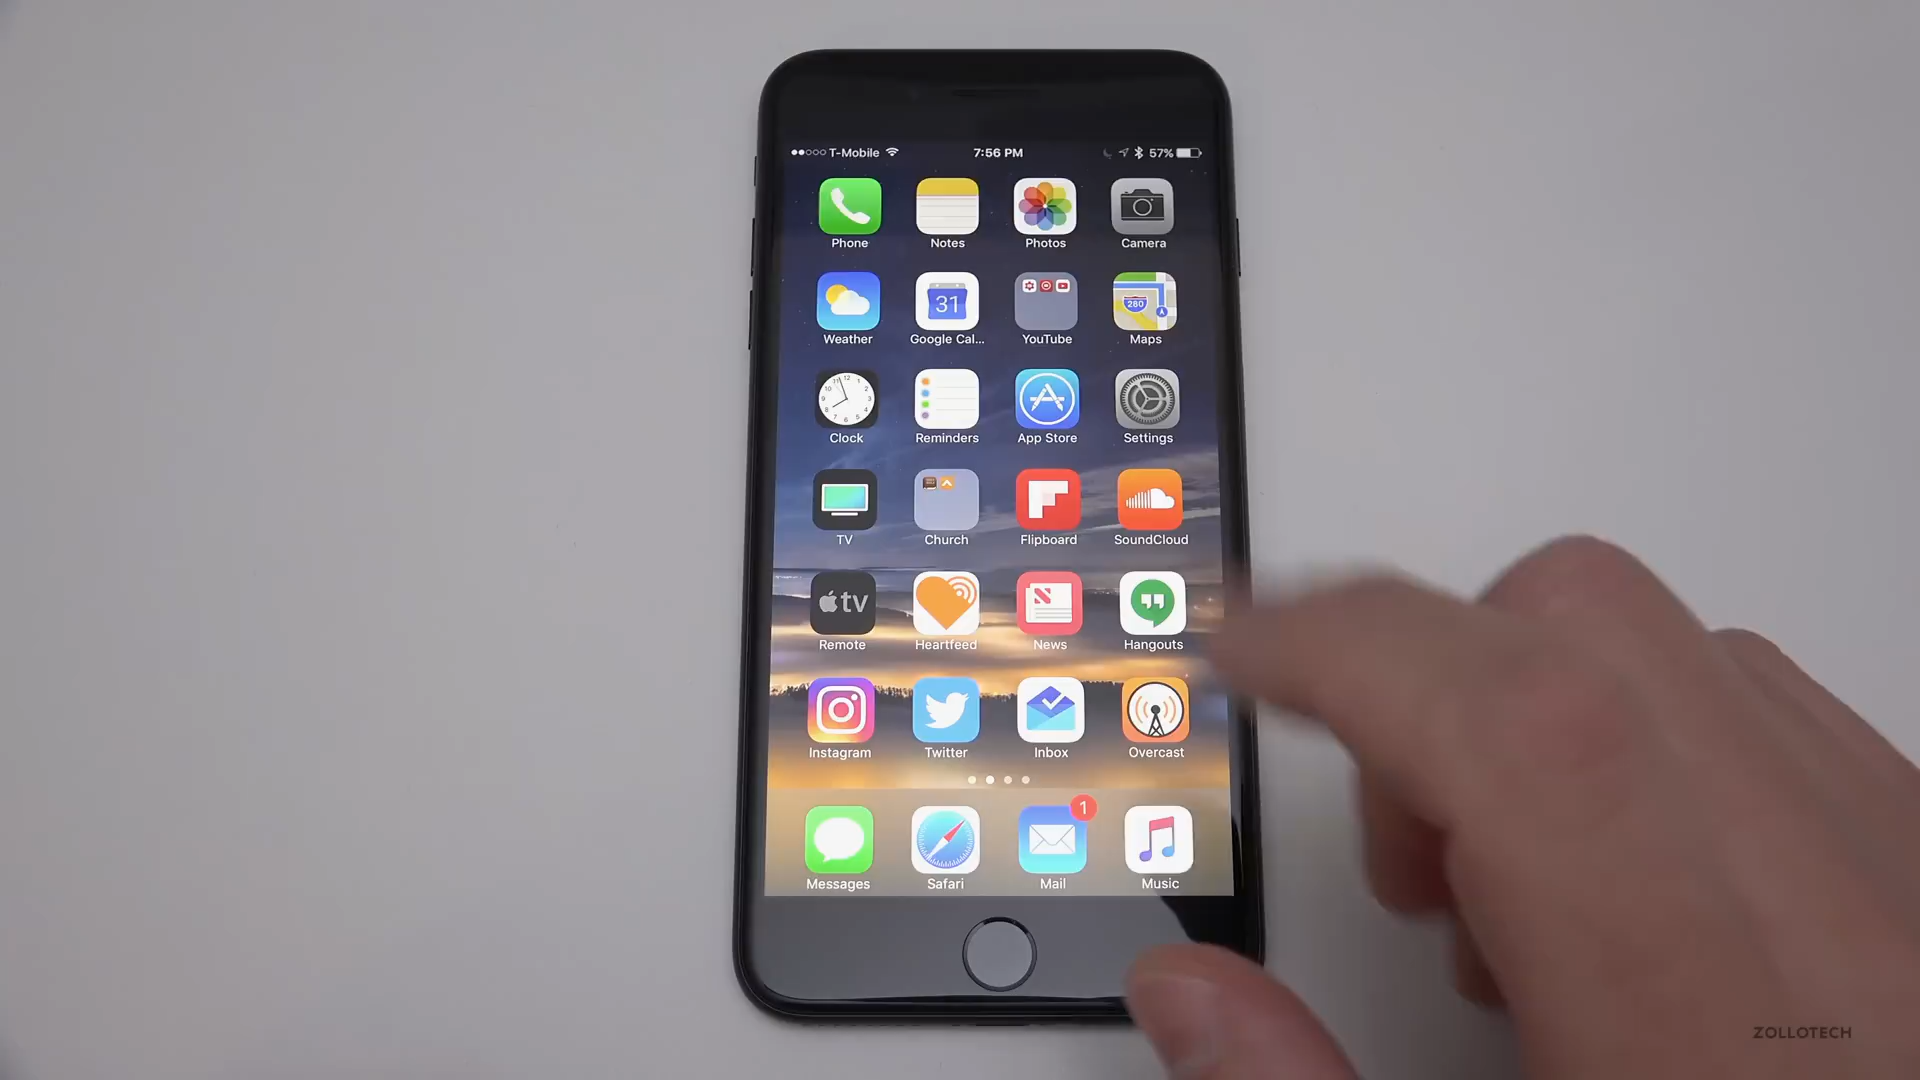 T-Mobile 7:56 PM 57%
Phone Notes Photos Camera
31 280
Weather Google Cal... YouTube Maps
Clock Reminders App Store Settings
TV Church Flipboard SoundCloud
tv
Remote Heartfeed News Hangouts
Instagram Twitter Inbox Overcast
1
Messages Safari Mail Music
ZOLLOTECH